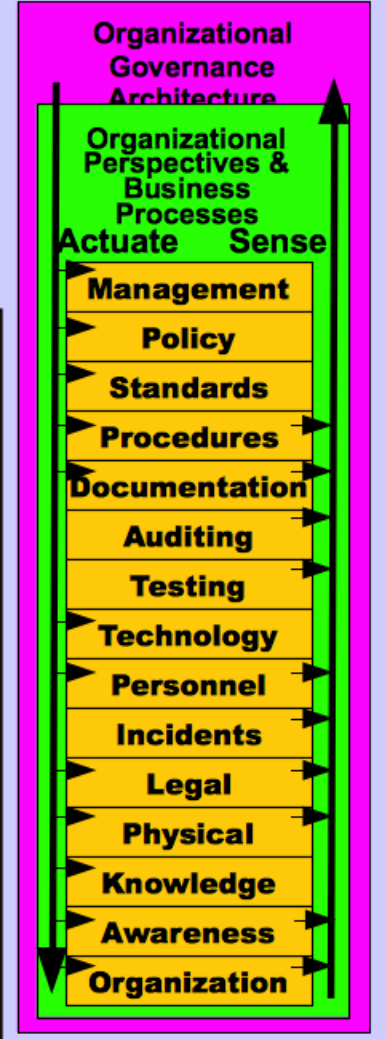 Organizational
Governance
Architecture
Organizational
Perspectives &
Business
Processes
Actuate Sense
Management
Policy
Standards
Procedures
Documentation
Auditing
Testing
Technology
Personnel
Incidents
Legal
Physical
Knowledge
Awareness
Organization